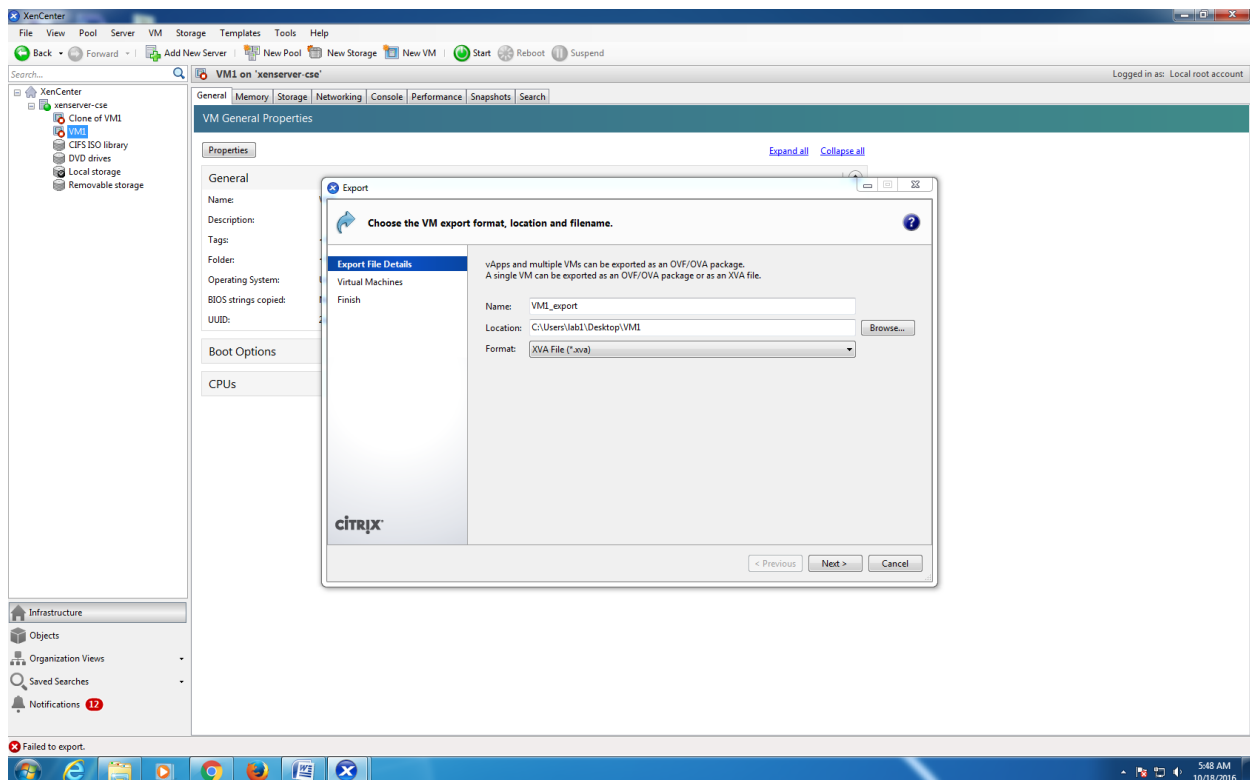 XenCenter
File View Pool Server VM Storage Templates Tools Help
Back Forward Add New Server New Pool New Storage New VM Start Reboot Suspend
Search...
VM1 on 'xenserver-cse'
Logged in as: Local root account
XenCenter
xenserver-cse
Clone of VM1
VM1
CIFS ISO library
DVD drives
Local storage
Removable storage
General Memory Storage Networking Console Performance Snapshots Search
VM General Properties
Properties
Expand all Collapse all
General
Name:
Description:
Tags:
Folder:
Operating System:
BIOS strings copied:
UUID:
Boot Options
CPUs
Export
Choose the VM export format, location and filename.
?
Export File Details
Virtual Machines
Finish
vApps and multiple VMs can be exported as an OVF/OVA package.
A single VM can be exported as an OVF/OVA package or as an XVA file.
Name: VM1_export
Location: C:\Users\lab1\Desktop\VM1 Browse...
Format: XVA File (*.xva)
CITRIX
< Previous Next > Cancel
Infrastructure
Objects
Organization Views
Saved Searches
Notifications 12
Failed to export.
5:48 AM
10/18/2016